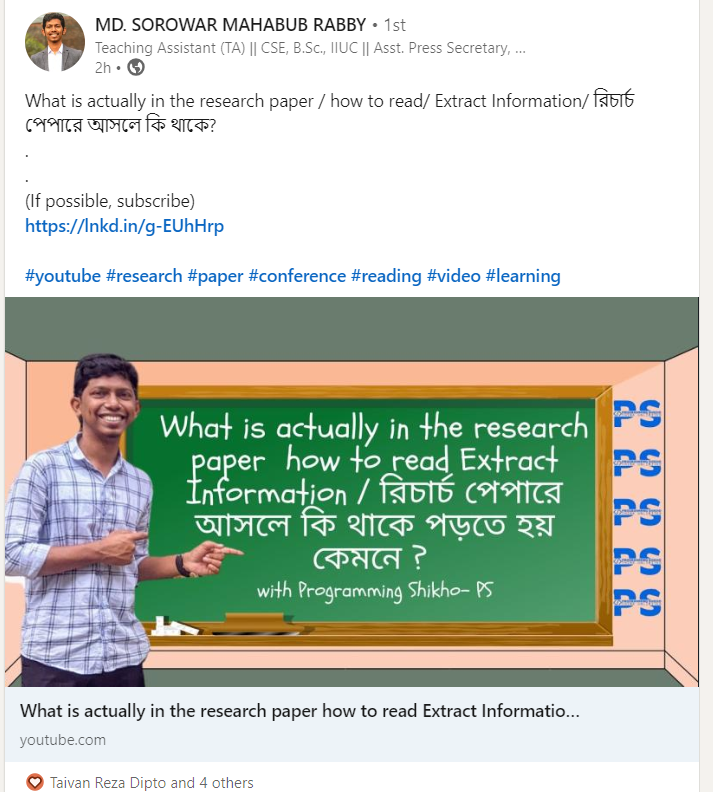 MD. SOROWAR MAHABUB RABBY • 1st
Teaching Assistant (TA) || CSE, B.Sc., IIUC || Asst. Press Secretary, ...
2h •
What is actually in the research paper / how to read/ Extract Information/ রিচার্চ
পেপারে আসলে কি থাকে?
.
.
(If possible, subscribe)
https://lnkd.in/g-EUhHrp
#youtube #research #paper #conference #reading #video #learning
What is actually in the research
paper how to read Extract
Information / রিচার্চ পেপারে
আসলে কি থাকে পড়তে হয়
কেমনে ?
with Programming Shikho- PS
PS
PS
PS
PS
PS
What is actually in the research paper how to read Extract Informatio...
youtube.com
Taivan Reza Dipto and 4 others